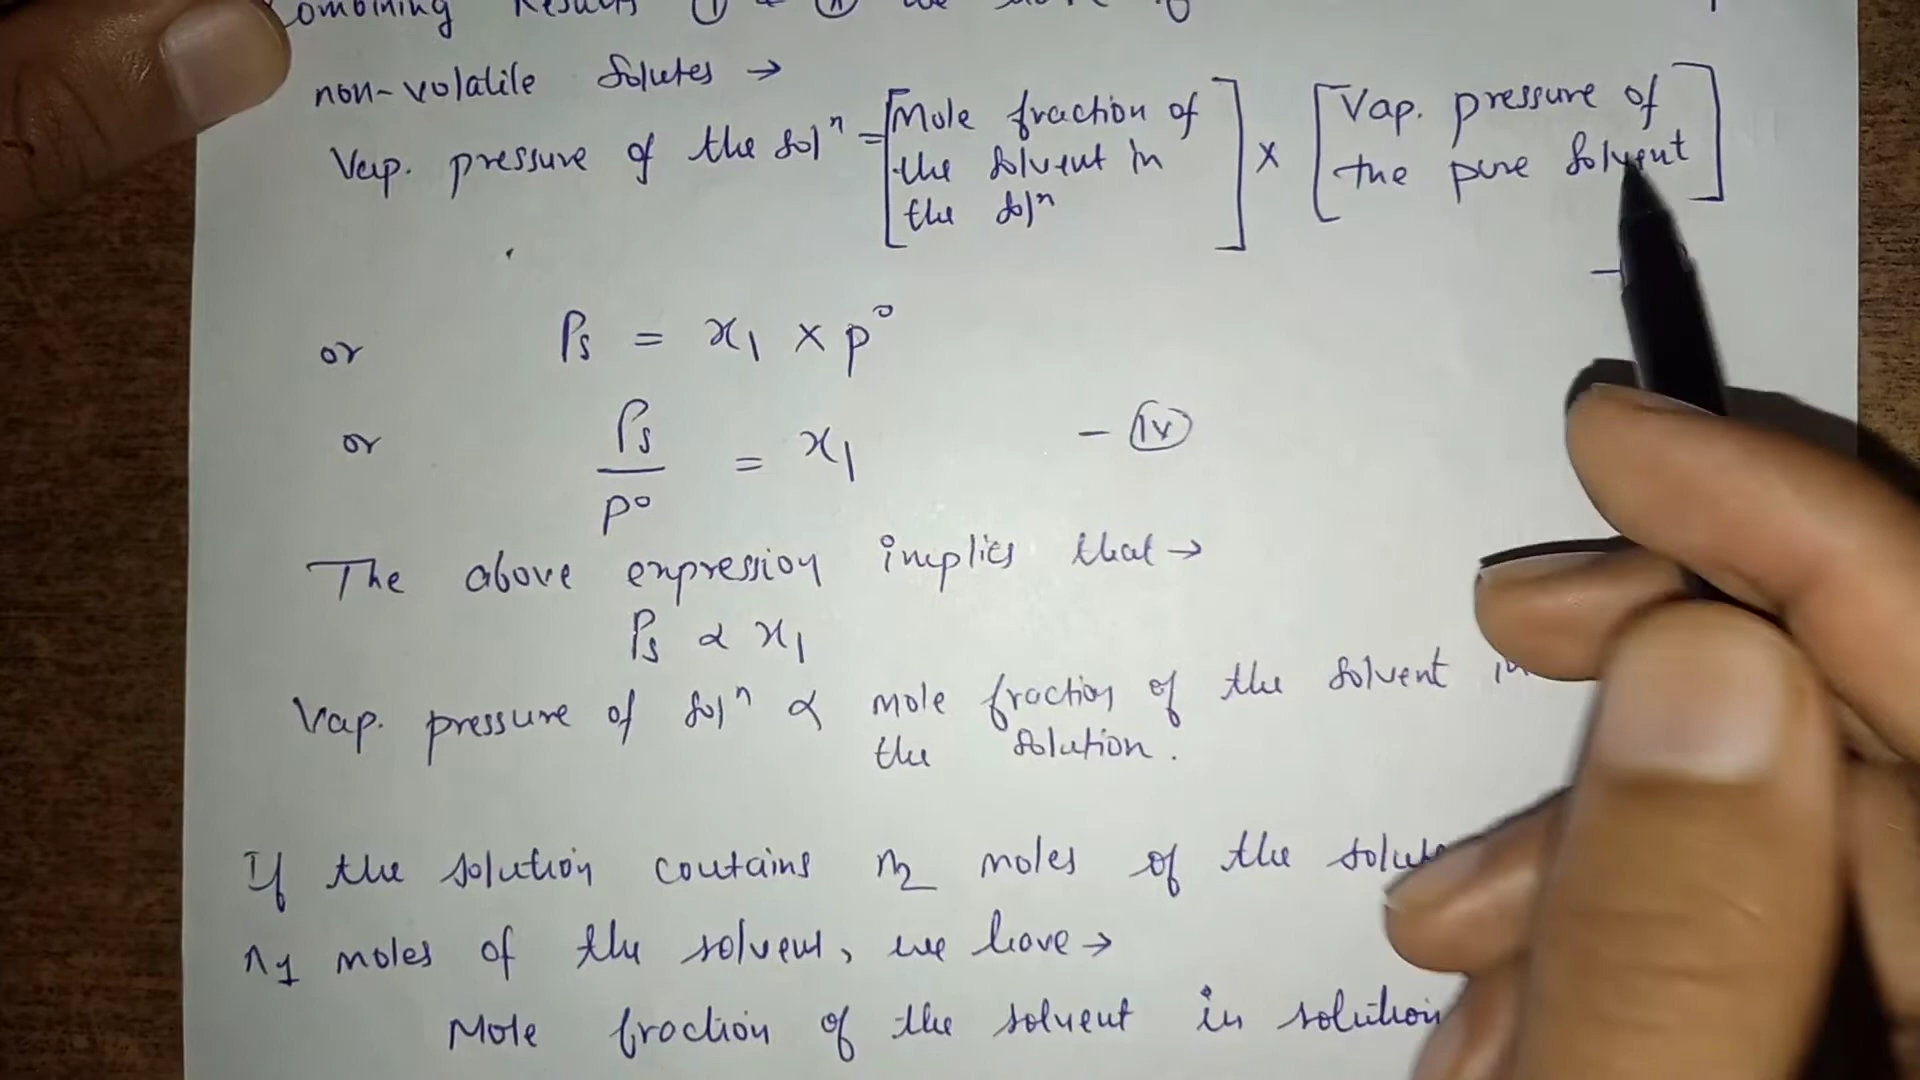 Combining Results
non-volatile Solutes →
Vap. pressure of the solⁿ = [Mole fraction of the solvent in the solⁿ] × [Vap. pressure of the pure solvent]
or Ps = x₁ × p°
or Ps/p° = x₁ - (iv)
The above expression implies that →
Ps α x₁
Vap. pressure of solⁿ α mole fraction of the solvent in
the solution.
If the solution contains n₂ moles of the
n₁ moles of the solvent, we have →
Mole fraction of the solvent in solution